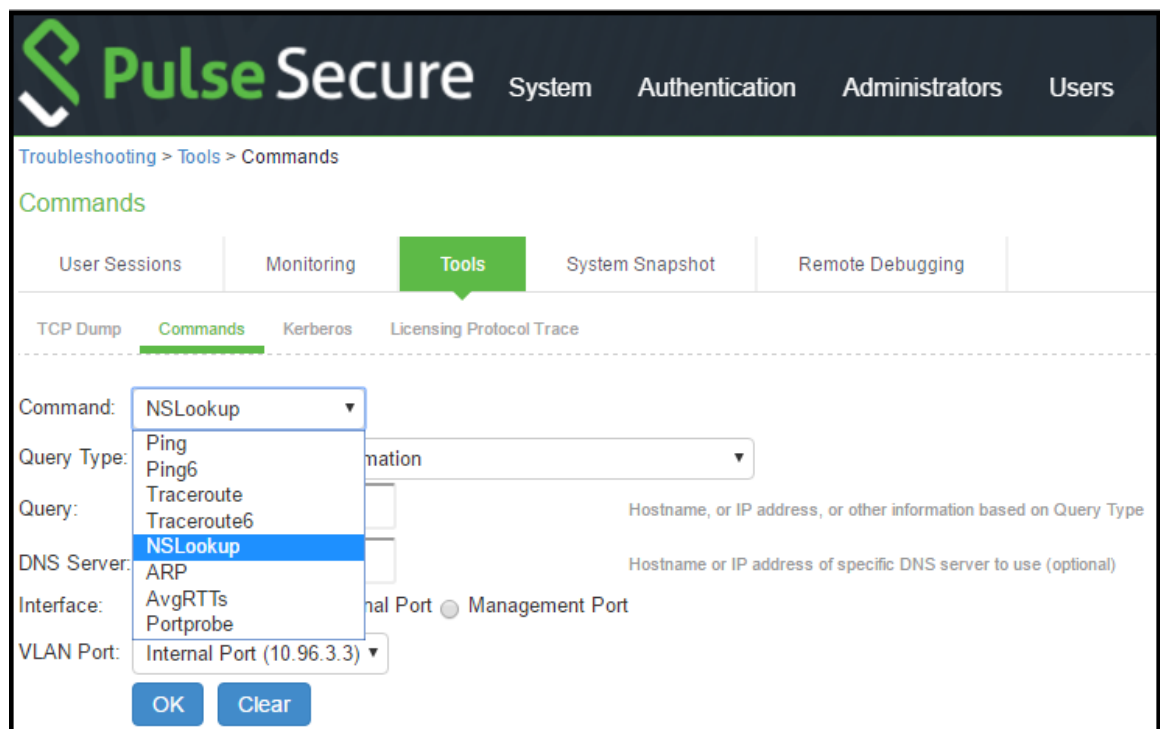 Pulse Secure System Authentication Administrators Users
Troubleshooting > Tools > Commands
Commands
User Sessions Monitoring Tools System Snapshot Remote Debugging
TCP Dump Commands Kerberos Licensing Protocol Trace
Command: NSLookup
Ping
Query Type: mation
Ping6
Traceroute
Query: Hostname, or IP address, or other information based on Query Type
Traceroute6
NSLookup
DNS Server: Hostname or IP address of specific DNS server to use (optional)
ARP
AvgRTTs
Interface: nal Port Management Port
Portprobe
VLAN Port: Internal Port (10.96.3.3)
OK Clear